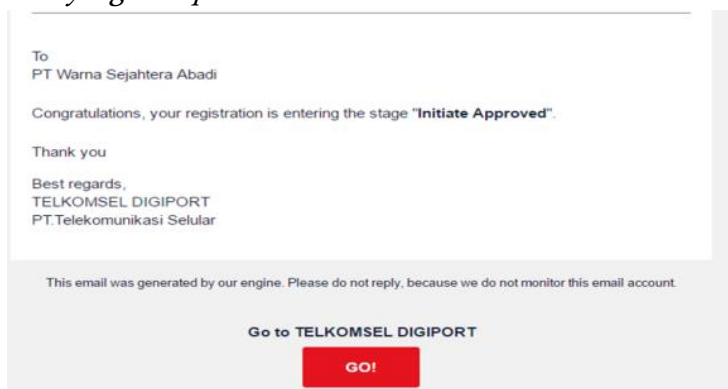 To
PT Warna Sejahtera Abadi
Congratulations, your registration is entering the stage "Initiate Approved".
Thank you
Best regards,
TELKOMSEL DIGIPORT
PT.Telekomunikasi Selular
This email was generated by our engine. Please do not reply, because we do not monitor this email account.
Go to TELKOMSEL DIGIPORT
GO!